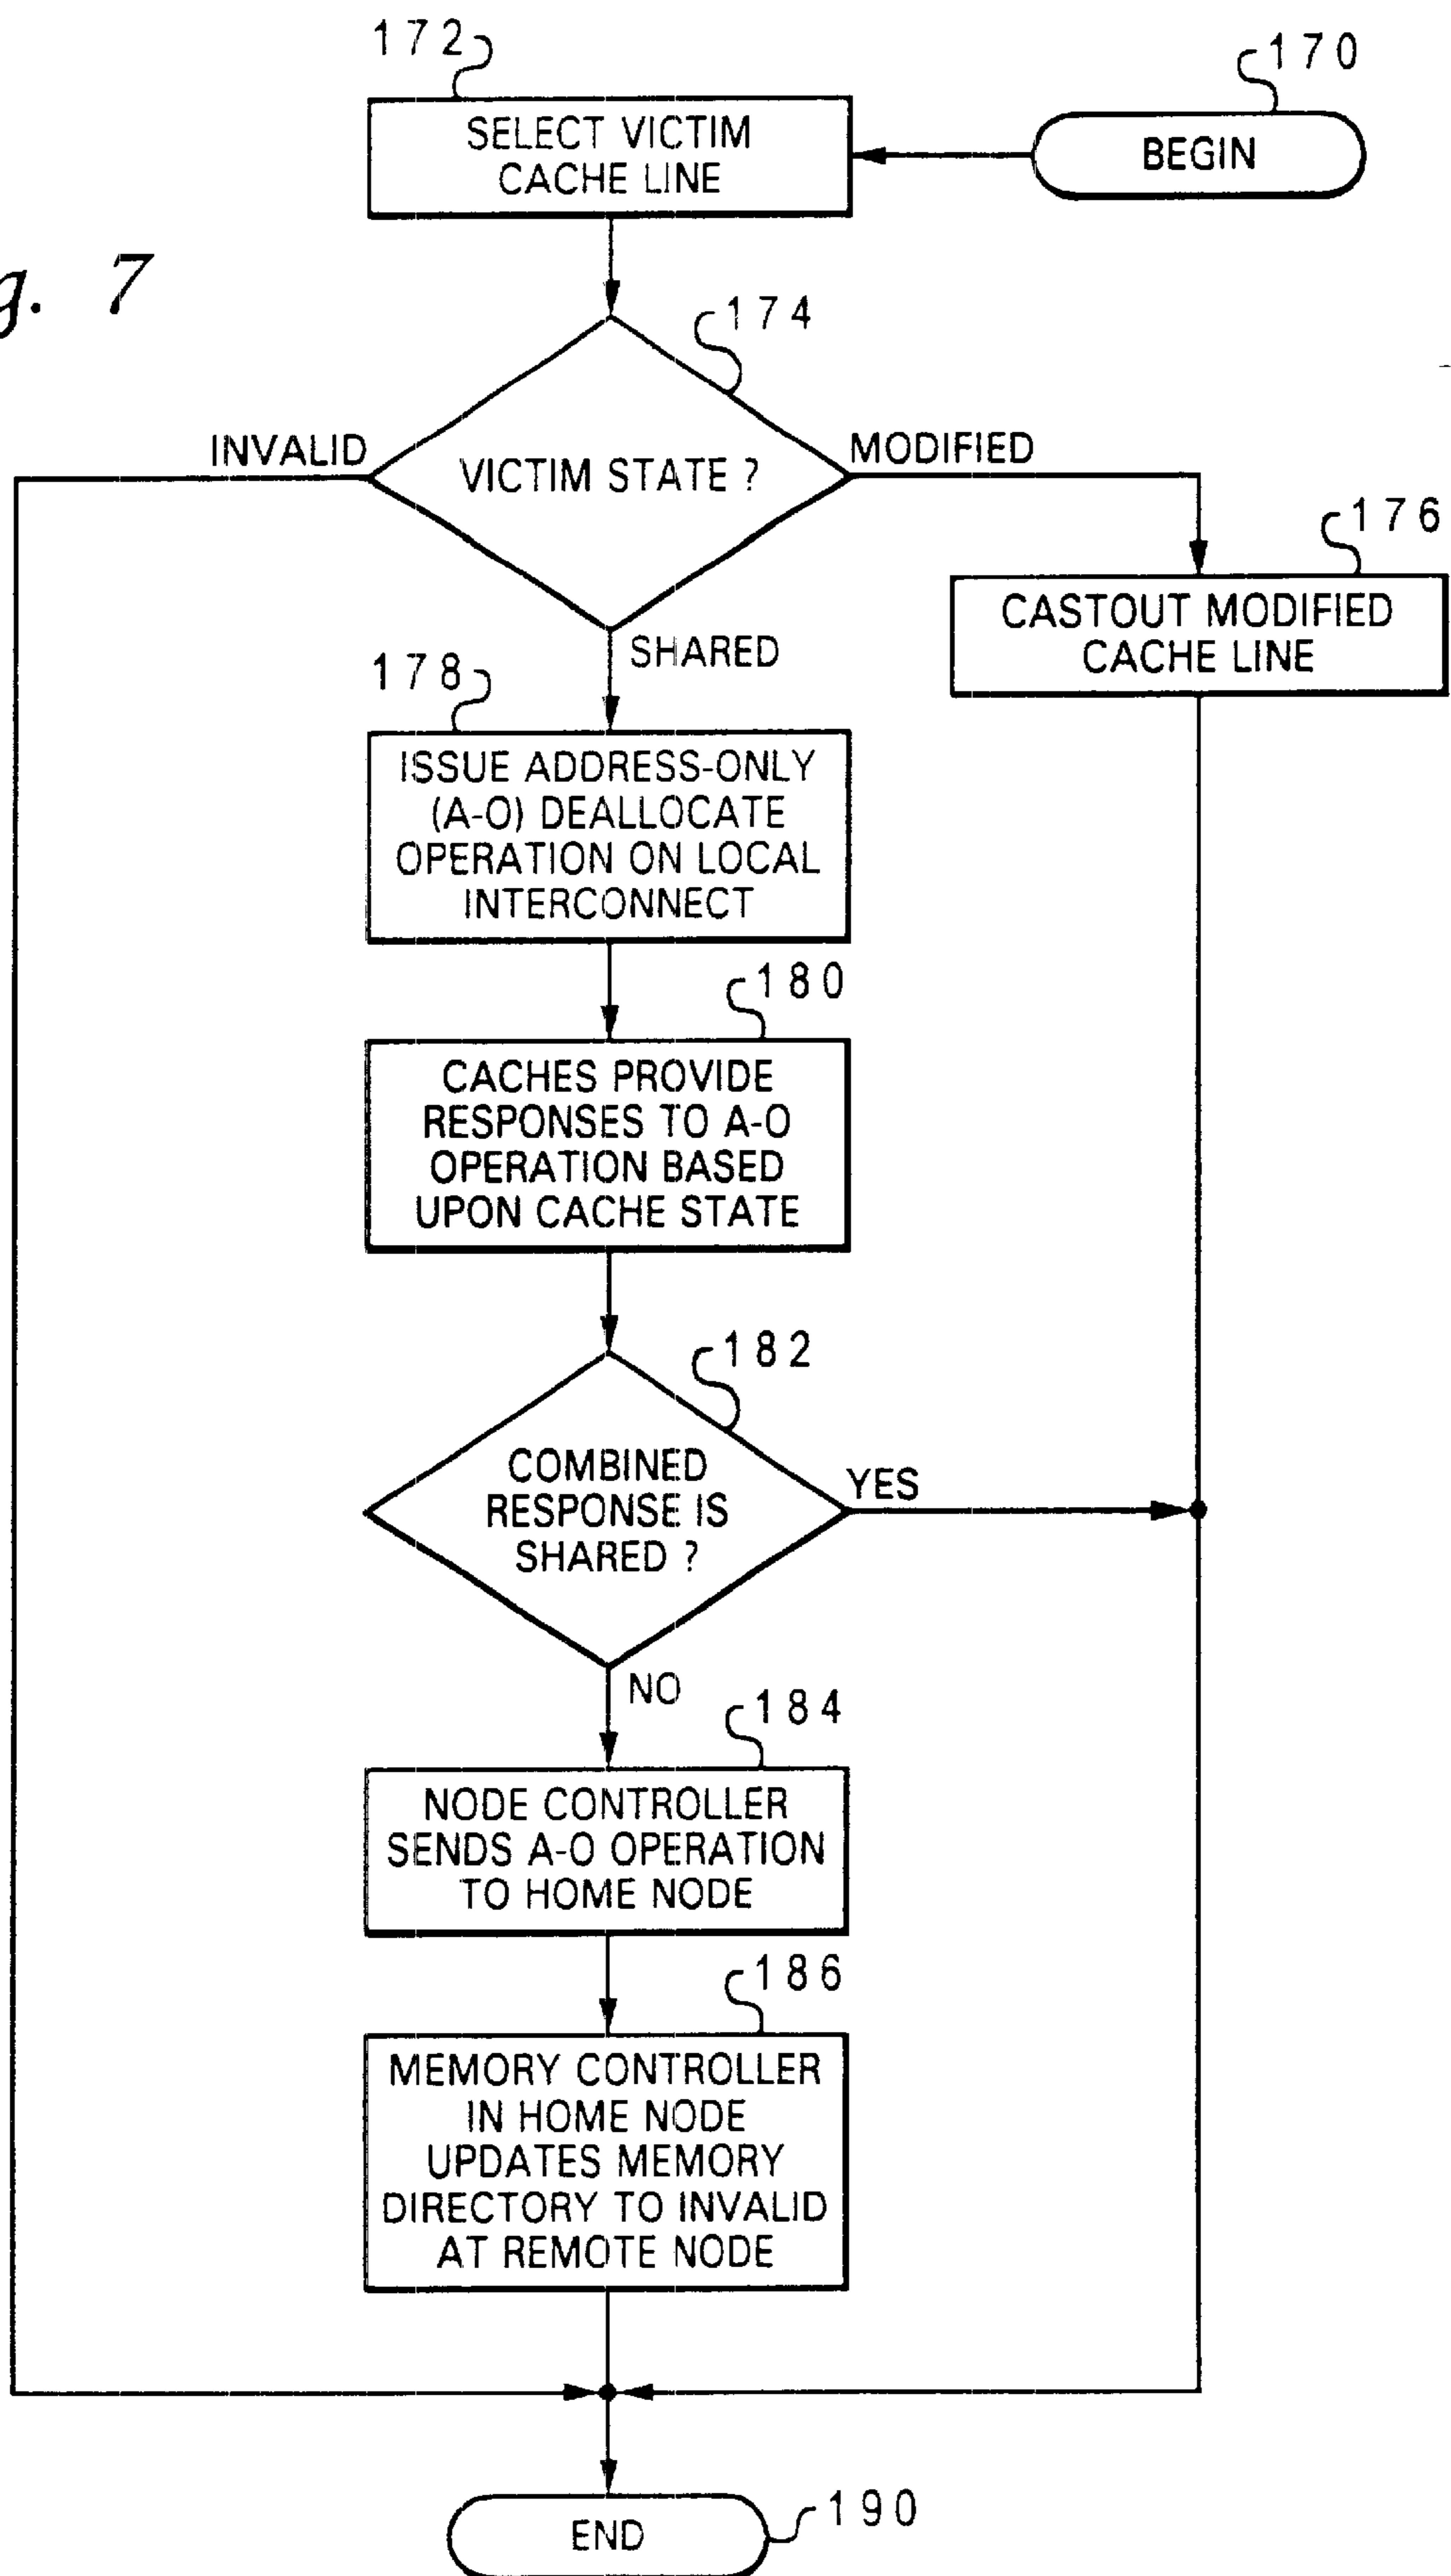 172
170
SELECT VICTIM
CACHE LINE
BEGIN
g. 7
174
INVALID
VICTIM STATE ?
MODIFIED
176
CASTOUT MODIFIED
CACHE LINE
SHARED
178
ISSUE ADDRESS-ONLY
(A-O) DEALLOCATE
OPERATION ON LOCAL
INTERCONNECT
180
CACHES PROVIDE
RESPONSES TO A-O
OPERATION BASED
UPON CACHE STATE
182
COMBINED
RESPONSE IS
SHARED ?
YES
NO
184
NODE CONTROLLER
SENDS A-O OPERATION
TO HOME NODE
186
MEMORY CONTROLLER
IN HOME NODE
UPDATES MEMORY
DIRECTORY TO INVALID
AT REMOTE NODE
END
190